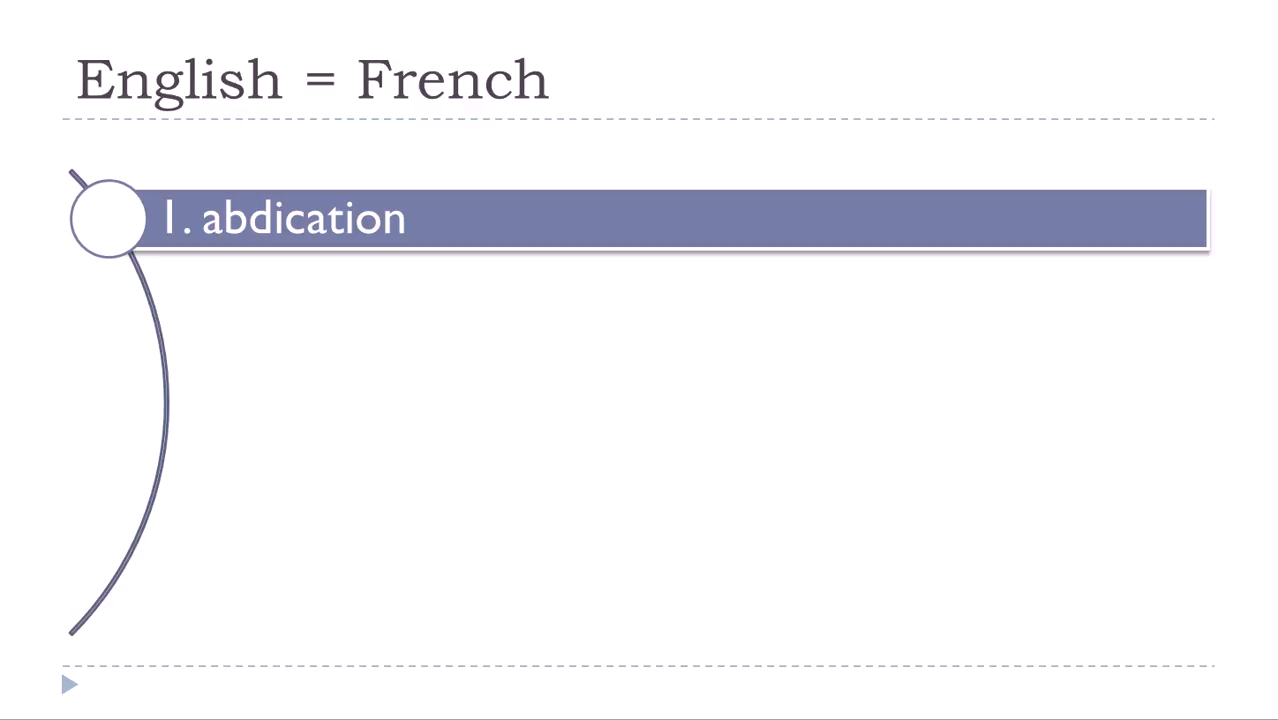 English = French
1. abdication